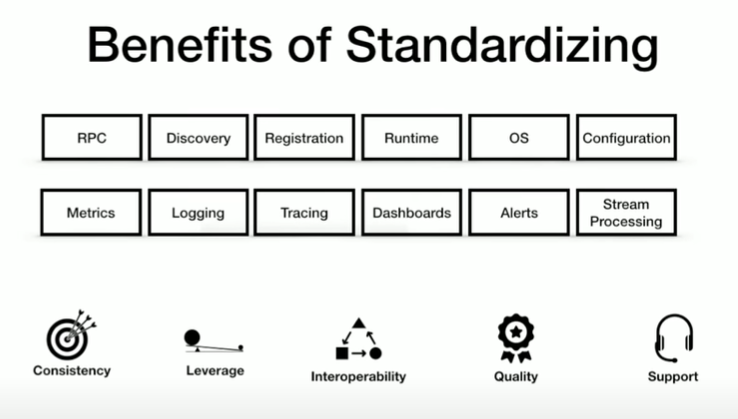 Benefits of Standardizing
RPC
Discovery
Registration
Runtime
OS
Configuration
Metrics
Logging
Tracing
Dashboards
Alerts
Stream
Processing
Consistency
Leverage
Interoperability
Quality
Support